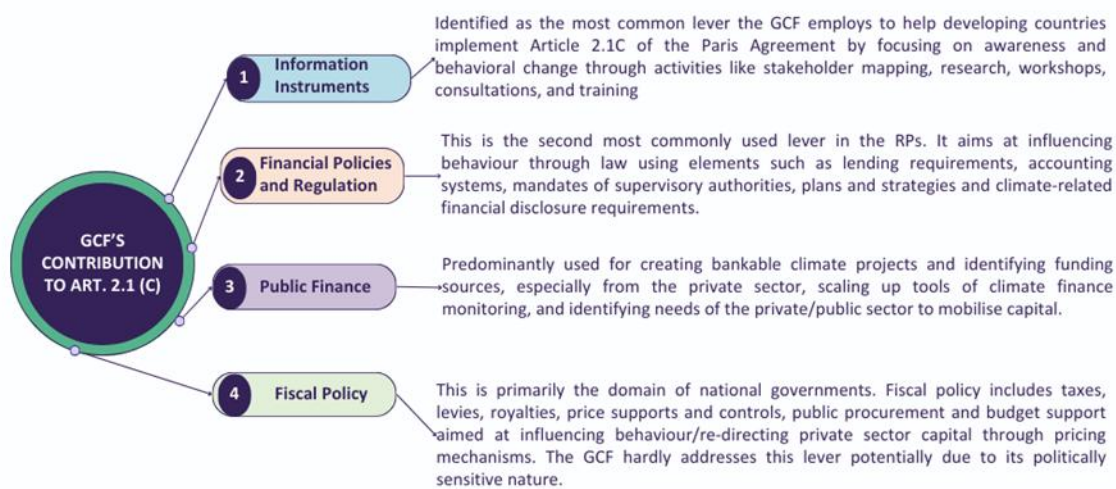 GCF'S
CONTRIBUTION
TO ART. 2.1 (C)
1
Information
Instruments
Identified as the most common lever the GCF employs to help developing countries
implement Article 2.1C of the Paris Agreement by focusing on awareness and
behavioral change through activities like stakeholder mapping, research, workshops,
consultations, and training
2
Financial Policies
and Regulation
This is the second most commonly used lever in the RPs. It aims at influencing
behaviour through law using elements such as lending requirements, accounting
systems, mandates of supervisory authorities, plans and strategies and climate-related
financial disclosure requirements.
3
Public Finance
Predominantly used for creating bankable climate projects and identifying funding
sources, especially from the private sector, scaling up tools of climate finance
monitoring, and identifying needs of the private/public sector to mobilise capital.
4
Fiscal Policy
This is primarily the domain of national governments. Fiscal policy includes taxes,
levies, royalties, price supports and controls, public procurement and budget support
aimed at influencing behaviour/re-directing private sector capital through pricing
mechanisms. The GCF hardly addresses this lever potentially due to its politically
sensitive nature.